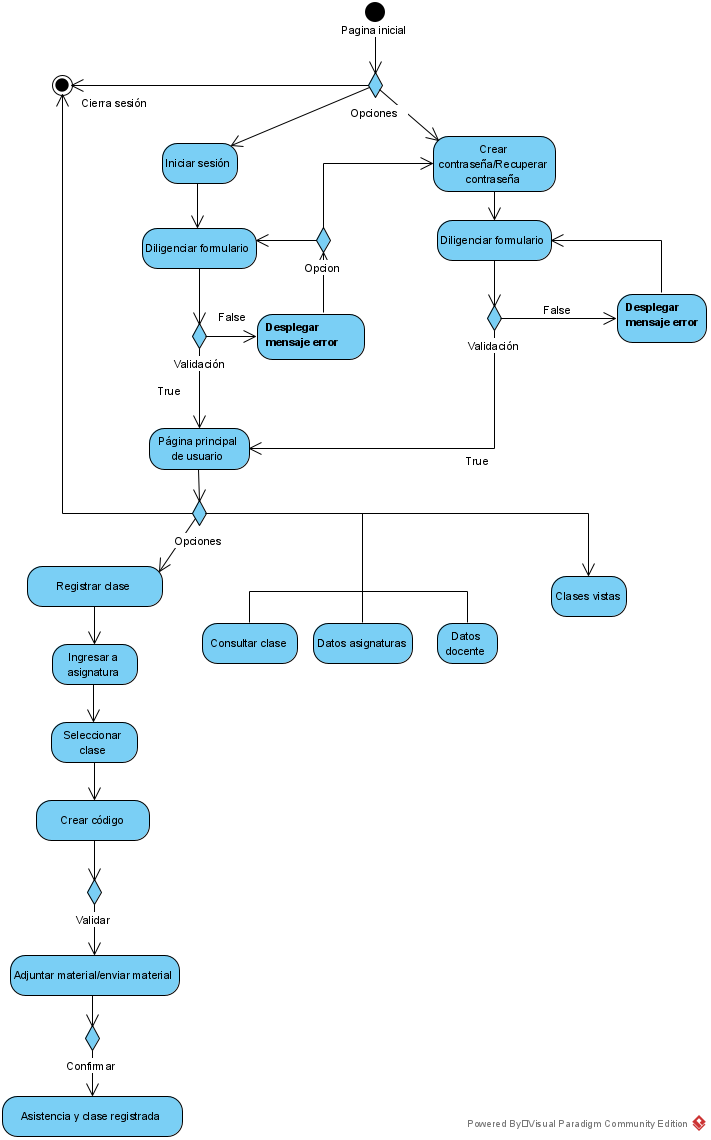 Pagina inicial
Cierra sesión
Opciones
Iniciar sesión
Crear
contraseña/Recuperar
contraseña
Diligenciar formulario
Opcion
Diligenciar formulario
False
Desplegar
mensaje error
Validación
True
False
Desplegar
mensaje error
Validación
True
Página principal
de usuario
Opciones
Registrar clase
Clases vistas
Consultar clase
Datos asignaturas
Datos
docente
Ingresar a
asignatura
Seleccionar
clase
Crear código
Validar
Adjuntar material/enviar material
Confirmar
Asistencia y clase registrada
Powered By Visual Paradigm Community Edition